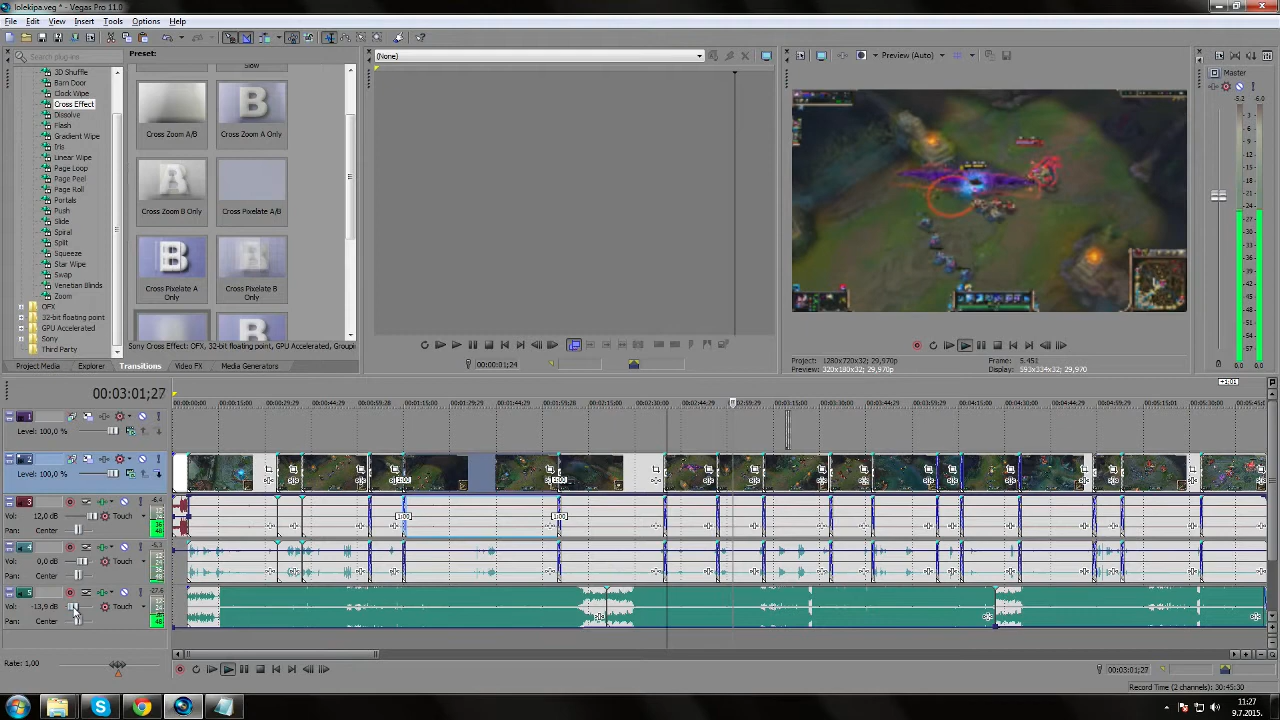 lolekipa.veg * - Vegas Pro 11.0
File Edit View Insert Tools Options Help
Search plug-ins
Preset:
(None)
Preview (Auto)
Master
3D Shuffle
Barn Door
Clock Wipe
Cross Effect
Dissolve
Flash
Gradient Wipe
Iris
Linear Wipe
Page Loop
Page Peel
Page Roll
Portals
Push
Slide
Spiral
Split
Squeeze
Star Wipe
Swap
Venetian Blinds
Zoom
OFX
32-bit floating point
GPU Accelerated
Sony
Third Party
Slow
Cross Zoom A/B
Cross Zoom A Only
Cross Zoom B Only
Cross Pixelate A/B
Cross Pixelate A Only
Cross Pixelate B Only
Sony Cross Effect: OFX, 32-bit floating point, GPU Accelerated, Groupi
Project Media Explorer Transitions Video FX Media Generators
00:00:01;24
Project: 1280x720x32; 29,970p
Preview: 320x180x32; 29,970p
Frame: 5.451
Display: 593x334x32; 29,970
00:03:01;27
1
Level: 100,0 %
2
Level: 100,0 %
3
Vol: 12,0 dB Touch
Pan: Center
4
Vol: 0,0 dB Touch
Pan: Center
5
Vol: -13,9 dB Touch
Pan: Center
Rate: 1,00
00:03:01;27
Record Time (2 channels): 30:45:30
11:27
9.7.2015.